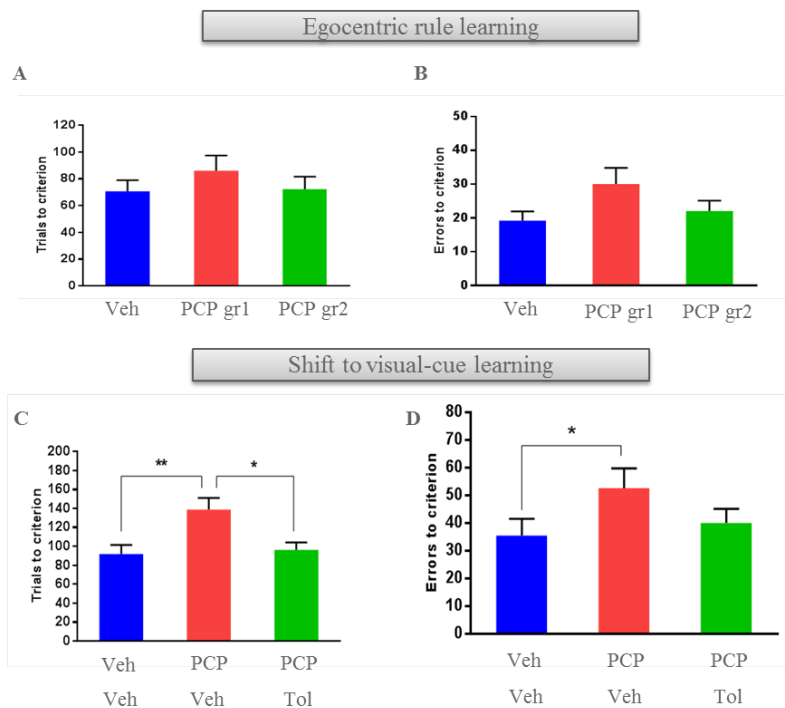 Egocentric rule learning
A
B
Trials to criterion
120
100
80
60
40
20
0
Veh PCP gr1 PCP gr2
Errors to criterion
50
40
30
20
10
0
Veh PCP gr1 PCP gr2
Shift to visual-cue learning
C
D
Trials to criterion
200
180
160
140
120
100
80
60
40
20
0
** *
Veh PCP PCP
Veh Veh Tol
Errors to criterion
80
70
60
50
40
30
20
10
0
*
Veh PCP PCP
Veh Veh Tol